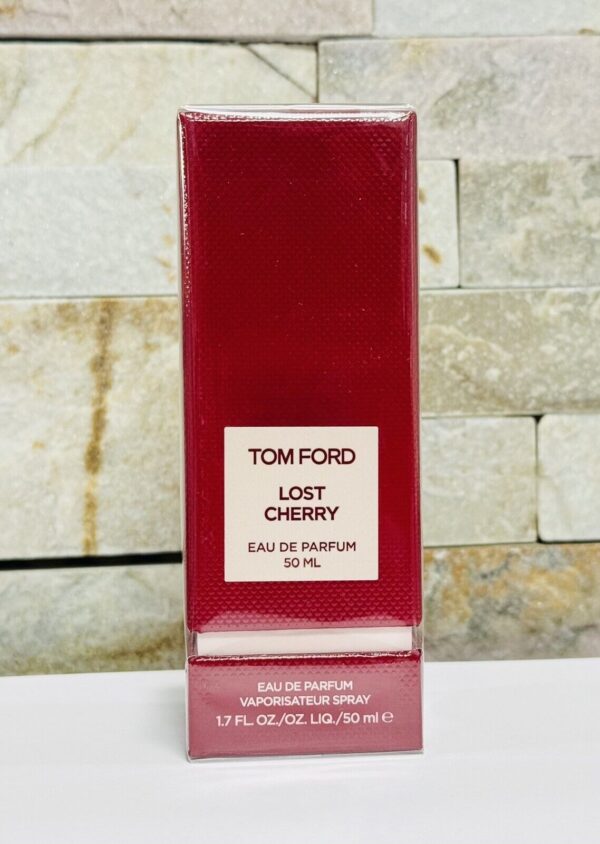 TOM FORD
LOST
CHERRY
EAU DE PARFUM
50 ML
EAU DE PARFUM
VAPORISATEUR SPRAY
1.7 FL. OZ./OZ. LIQ./50 ml ℮